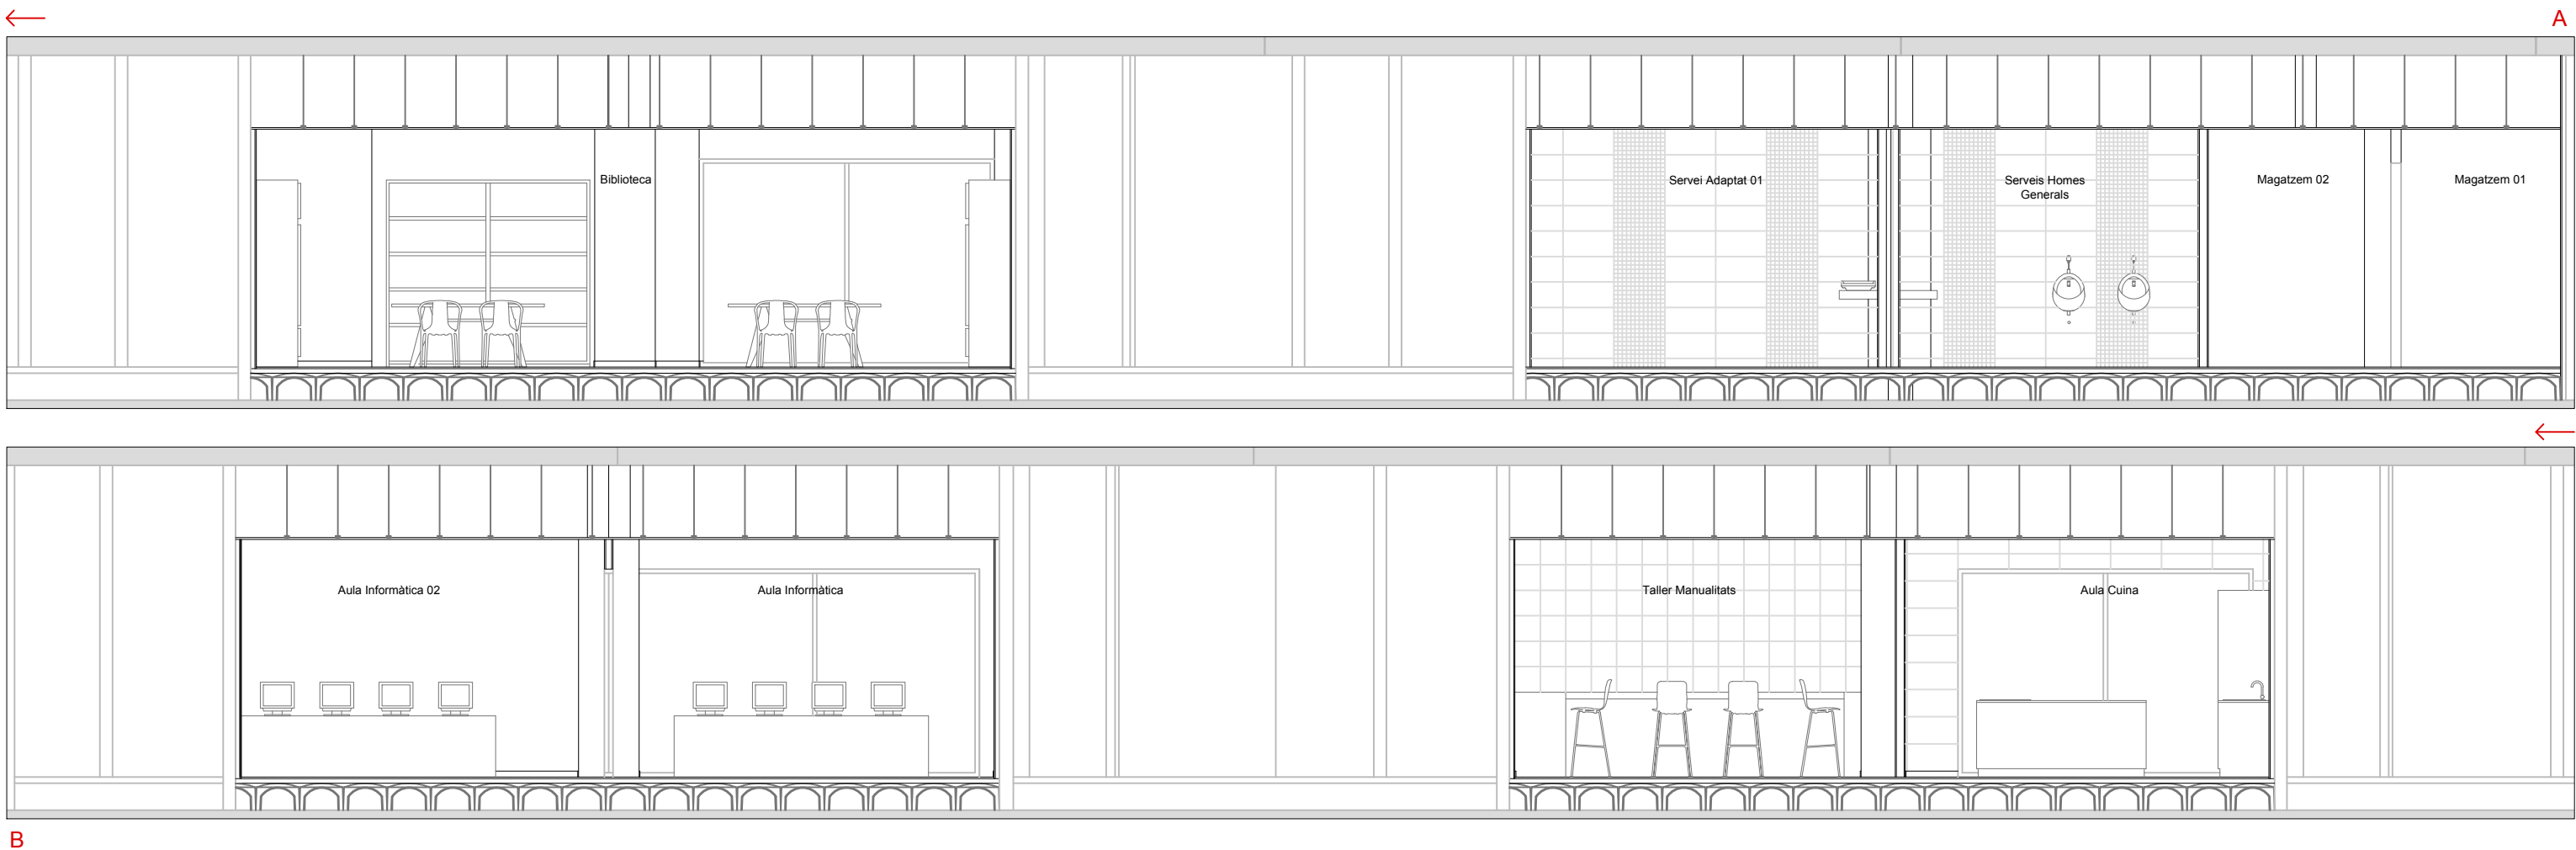 A
Biblioteca
Servei Adaptat 01
Serveis Homes
Generals
Magatzem 02
Magatzem 01
Aula Informàtica 02
Aula Informàtica
Taller Manualitats
Aula Cuina
B